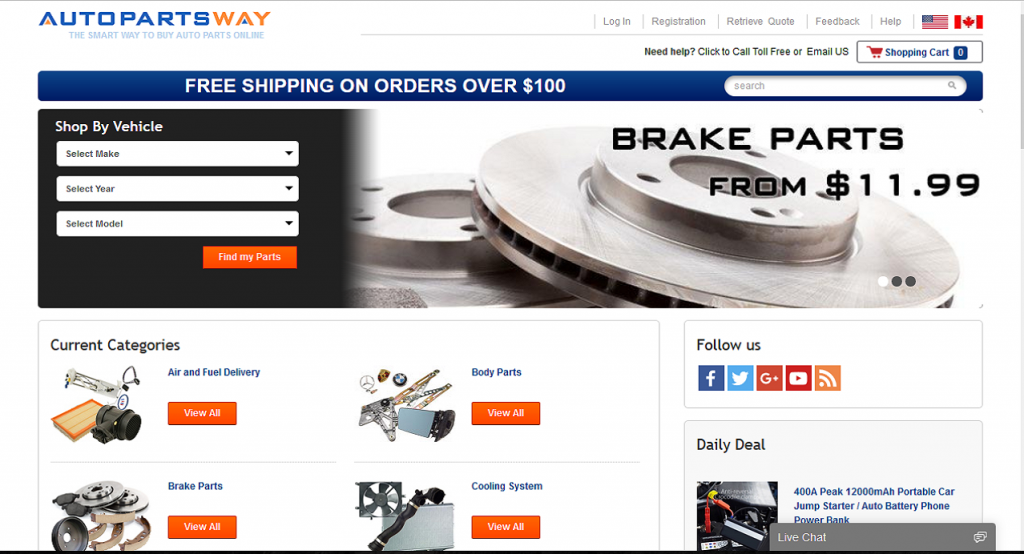 AUTOPARTSWAY
THE SMART WAY TO BUY AUTO PARTS ONLINE
Log In
Registration
Retrieve Quote
Feedback
Help
Need help? Click to Call Toll Free or Email US
Shopping Cart 0
FREE SHIPPING ON ORDERS OVER $100
search
Shop By Vehicle
Select Make
Select Year
Select Model
Find my Parts
BRAKE PARTS
FROM $11.99
Current Categories
Air and Fuel Delivery
View All
Body Parts
View All
Brake Parts
View All
Cooling System
View All
Follow us
Daily Deal
400A Peak 12000mAh Portable Car
Jump Starter / Auto Battery Phone
Power Bank
Live Chat